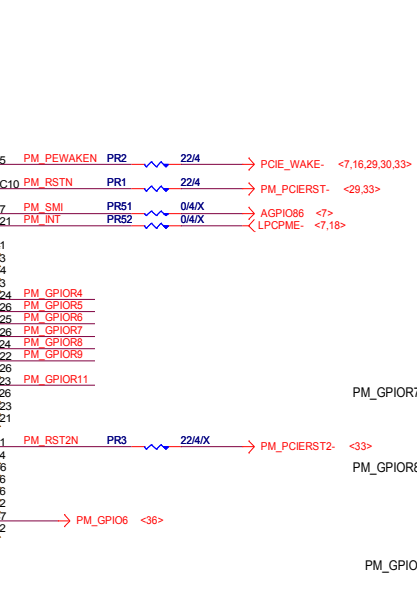 5 PM_PEWAKEN PR2 22/4 PCIE_WAKE- <7,16,29,30,33>
C10 PM_RSTN PR1 22/4 PM_PCIERST- <29,33>
7 PM_SMI PR51 0/4/X AGPIO86 <7>
21 PM_INT PR52 0/4/X LPCPME- <7,18>
1
3
4
3
24 PM_GPIOR4
26 PM_GPIOR5
25 PM_GPIOR6
26 PM_GPIOR7
24 PM_GPIOR8
22 PM_GPIOR9
26
23 PM_GPIOR11
26 PM_GPIOR7
23
21
1 PM_RST2N PR3 22/4/X PM_PCIERST2- <33>
4
6 PM_GPIOR8
6
6
2
7 PM_GPIO6 <36>
2
PM_GPIO